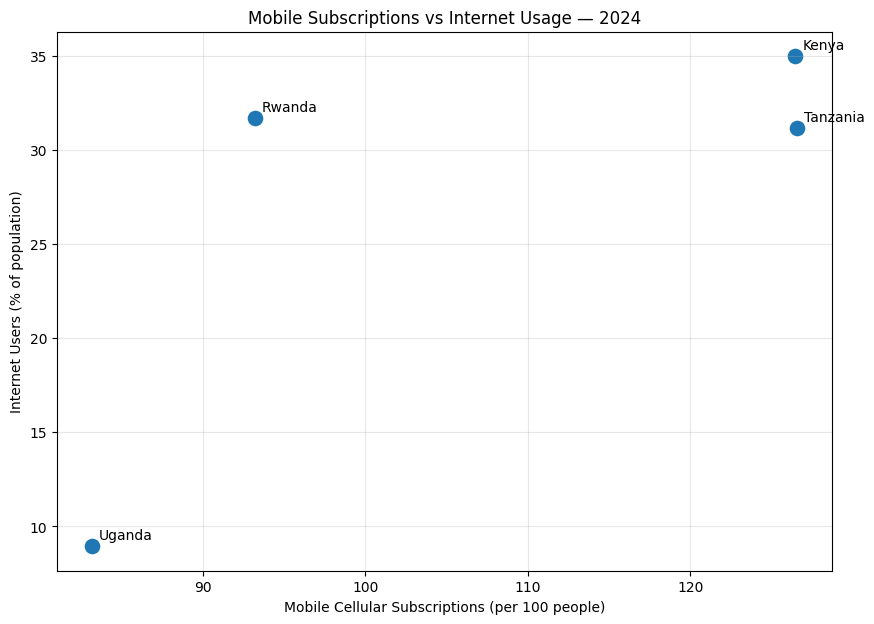 Mobile Subscriptions vs Internet Usage — 2024
Kenya
Rwanda
Tanzania
Uganda
35
30
25
20
15
10
Internet Users (% of population)
90
100
110
120
Mobile Cellular Subscriptions (per 100 people)